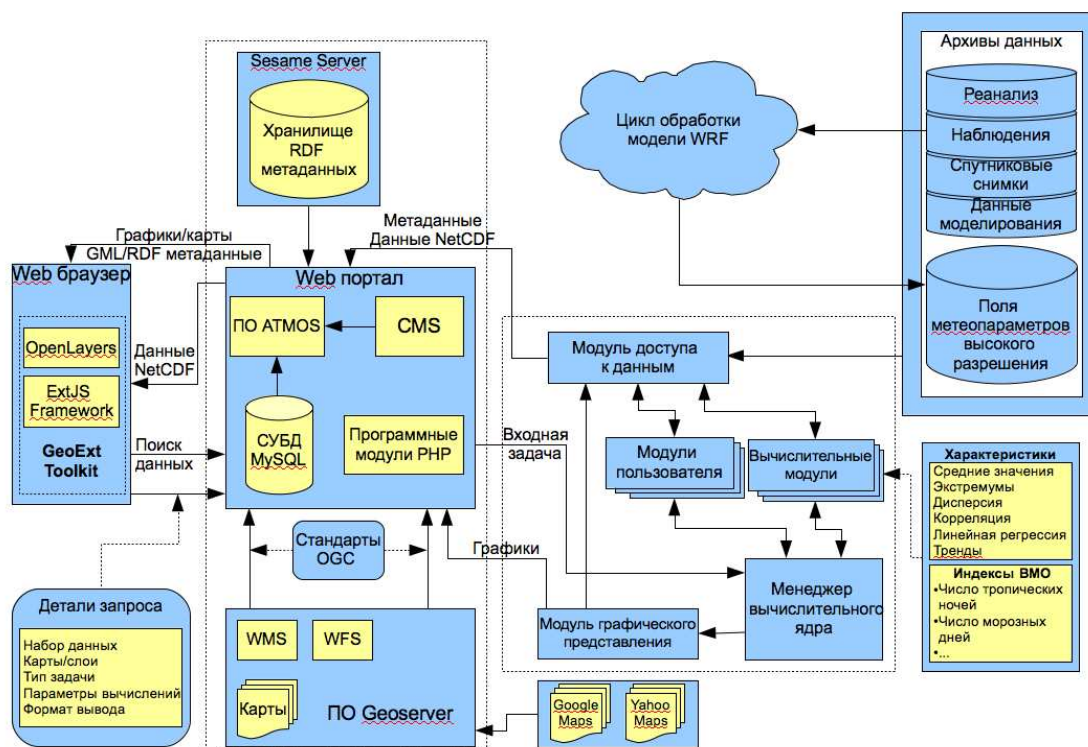 Sesame Server
Хранилище
RDF
метаданных
Цикл обработки
модели WRF
Архивы данных
Реанализ
Наблюдения
Спутниковые
снимки
Данные
моделирования
Поля
метеопараметров
высокого
разрешения
Метаданные
Данные NetCDF
Графики/карты
GML/RDF метаданные
Web браузер
OpenLayers
ExtJS
Framework
GeoExt
Toolkit
Данные
NetCDF
Поиск
данных
Web портал
ПО ATMOS
CMS
СУБД
MySQL
Программные
модули PHP
Входная
задача
Модуль доступа
к данным
Модули
пользователя
Вычислительные
модули
Менеджер
вычислительного
ядра
Модуль графического
представления
Графики
Стандарты
OGC
Характеристики
Средние значения
Экстремумы
Дисперсия
Корреляция
Линейная регрессия
Тренды
Индексы ВМО
•Число тропических
ночей
•Число морозных
дней
•...
Детали запроса
Набор данных
Карты/слои
Тип задачи
Параметры вычислений
Формат вывода
WMS
WFS
Карты
ПО Geoserver
Google
Maps
Yahoo
Maps